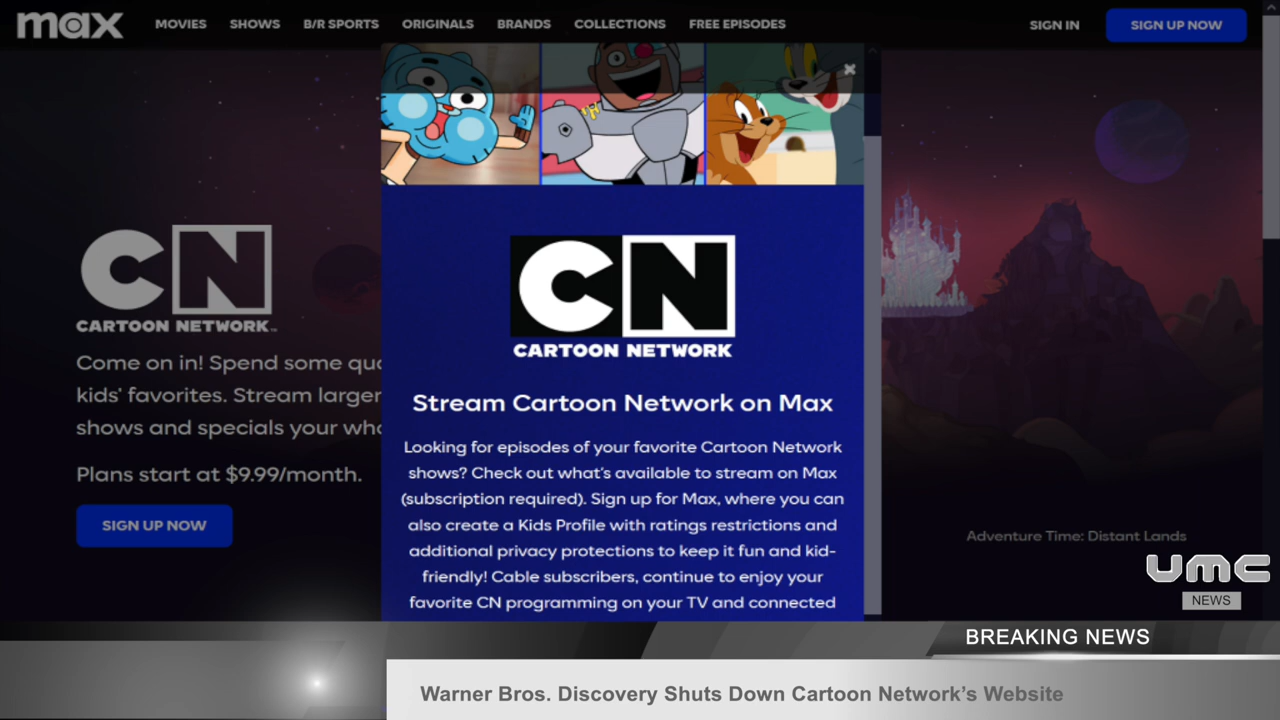 max
MOVIES SHOWS B/R SPORTS ORIGINALS BRANDS COLLECTIONS FREE EPISODES
SIGN IN
SIGN UP NOW
CN
CARTOON NETWORK™
Come on in! Spend some
kids' favorites. Stream larger
shows and specials your
Plans start at $9.99/month.
SIGN UP NOW
CN
CARTOON NETWORK
Stream Cartoon Network on Max
Looking for episodes of your favorite Cartoon Network
shows? Check out what's available to stream on Max
(subscription required). Sign up for Max, where you can
also create a Kids Profile with ratings restrictions and
additional privacy protections to keep it fun and kid-
friendly! Cable subscribers, continue to enjoy your
favorite CN programming on your TV and connected
Adventure Time: Distant Lands
umc
NEWS
BREAKING NEWS
Warner Bros. Discovery Shuts Down Cartoon Network's Website